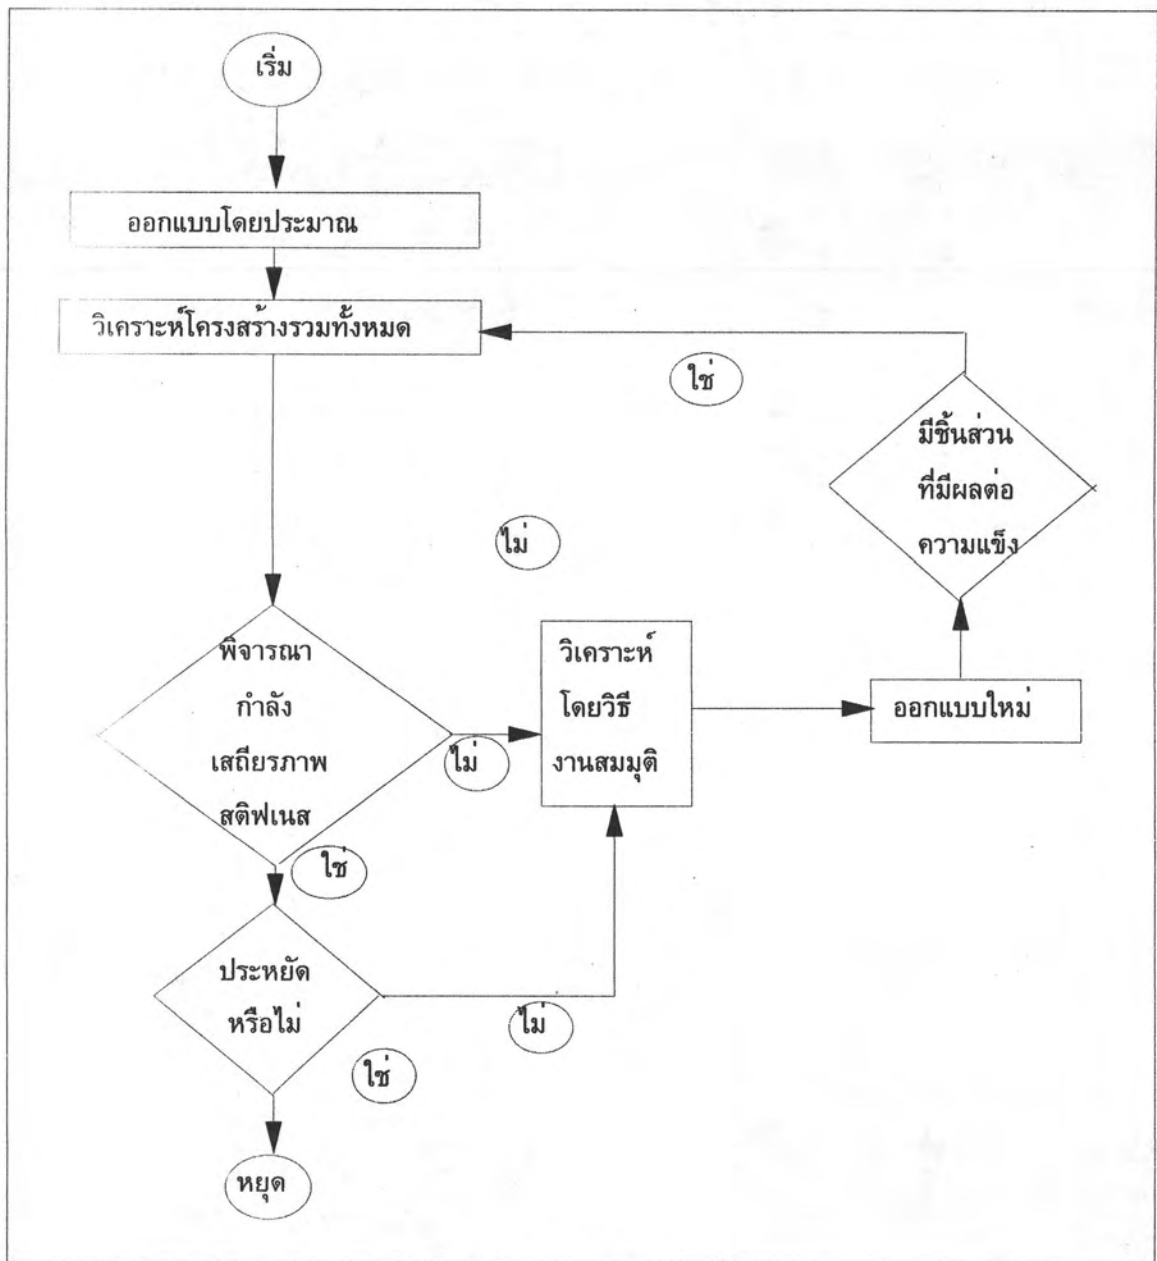 เริ่ม
ออกแบบโดยประมาณ
วิเคราะห์โครงสร้างรวมทั้งหมด
ใช่
มีชิ้นส่วน
ที่มีผลต่อ
ความแข็ง
ไม่
พิจารณา
กำลัง
เสถียรภาพ
สติฟเนส
ไม่
วิเคราะห์
โดยวิธี
งานสมมุติ
ออกแบบใหม่
ใช่
ประหยัด
หรือไม่
ไม่
ใช่
หยุด